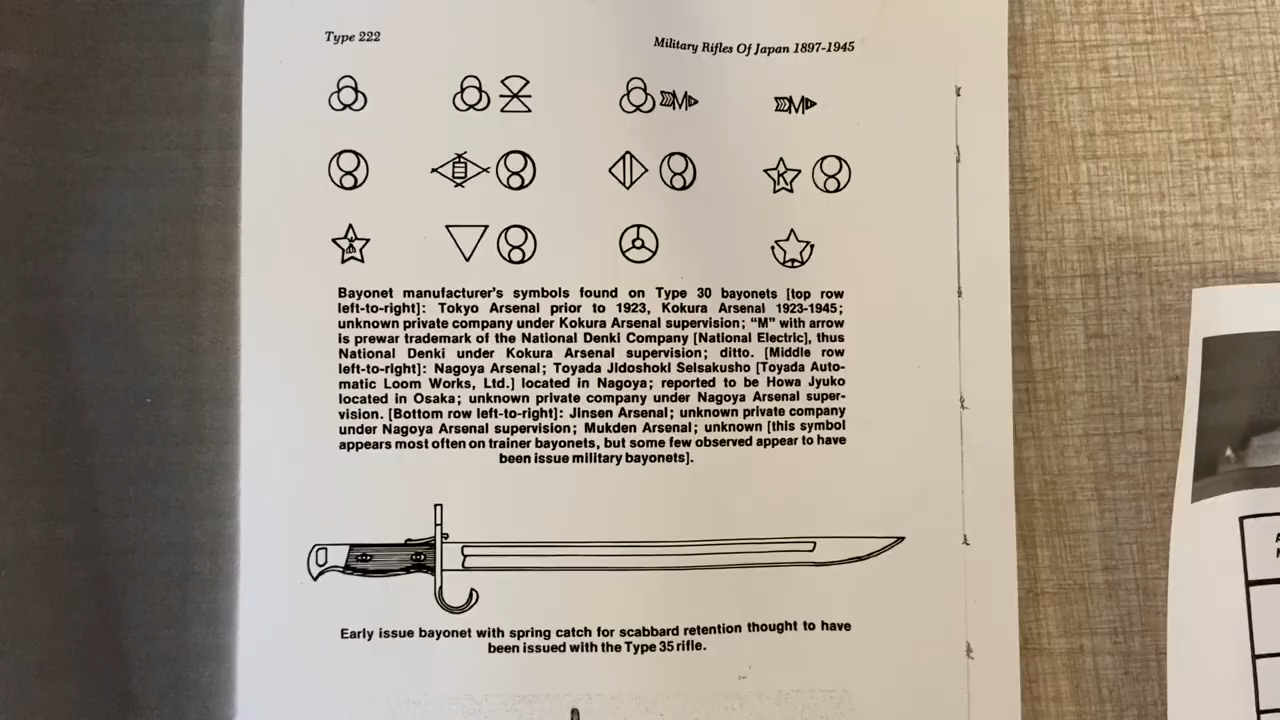 Type 222
Military Rifles Of Japan 1897-1945
Bayonet manufacturer's symbols found on Type 30 bayonets [top row
left-to-right]: Tokyo Arsenal prior to 1923, Kokura Arsenal 1923-1945;
unknown private company under Kokura Arsenal supervision; "M" with arrow
is prewar trademark of the National Denki Company [National Electric], thus
National Denki under Kokura Arsenal supervision; ditto. [Middle row
left-to-right]: Nagoya Arsenal; Toyada Jidoshoki Seisakusho [Toyada Auto-
matic Loom Works, Ltd.] located in Nagoya; reported to be Howa Jyuko
located in Osaka; unknown private company under Nagoya Arsenal super-
vision. [Bottom row left-to-right]: Jinsen Arsenal; unknown private company
under Nagoya Arsenal supervision; Mukden Arsenal; unknown [this symbol
appears most often on trainer bayonets, but some few observed appear to have
been issue military bayonets].
Early issue bayonet with spring catch for scabbard retention thought to have
been issued with the Type 35 rifle.